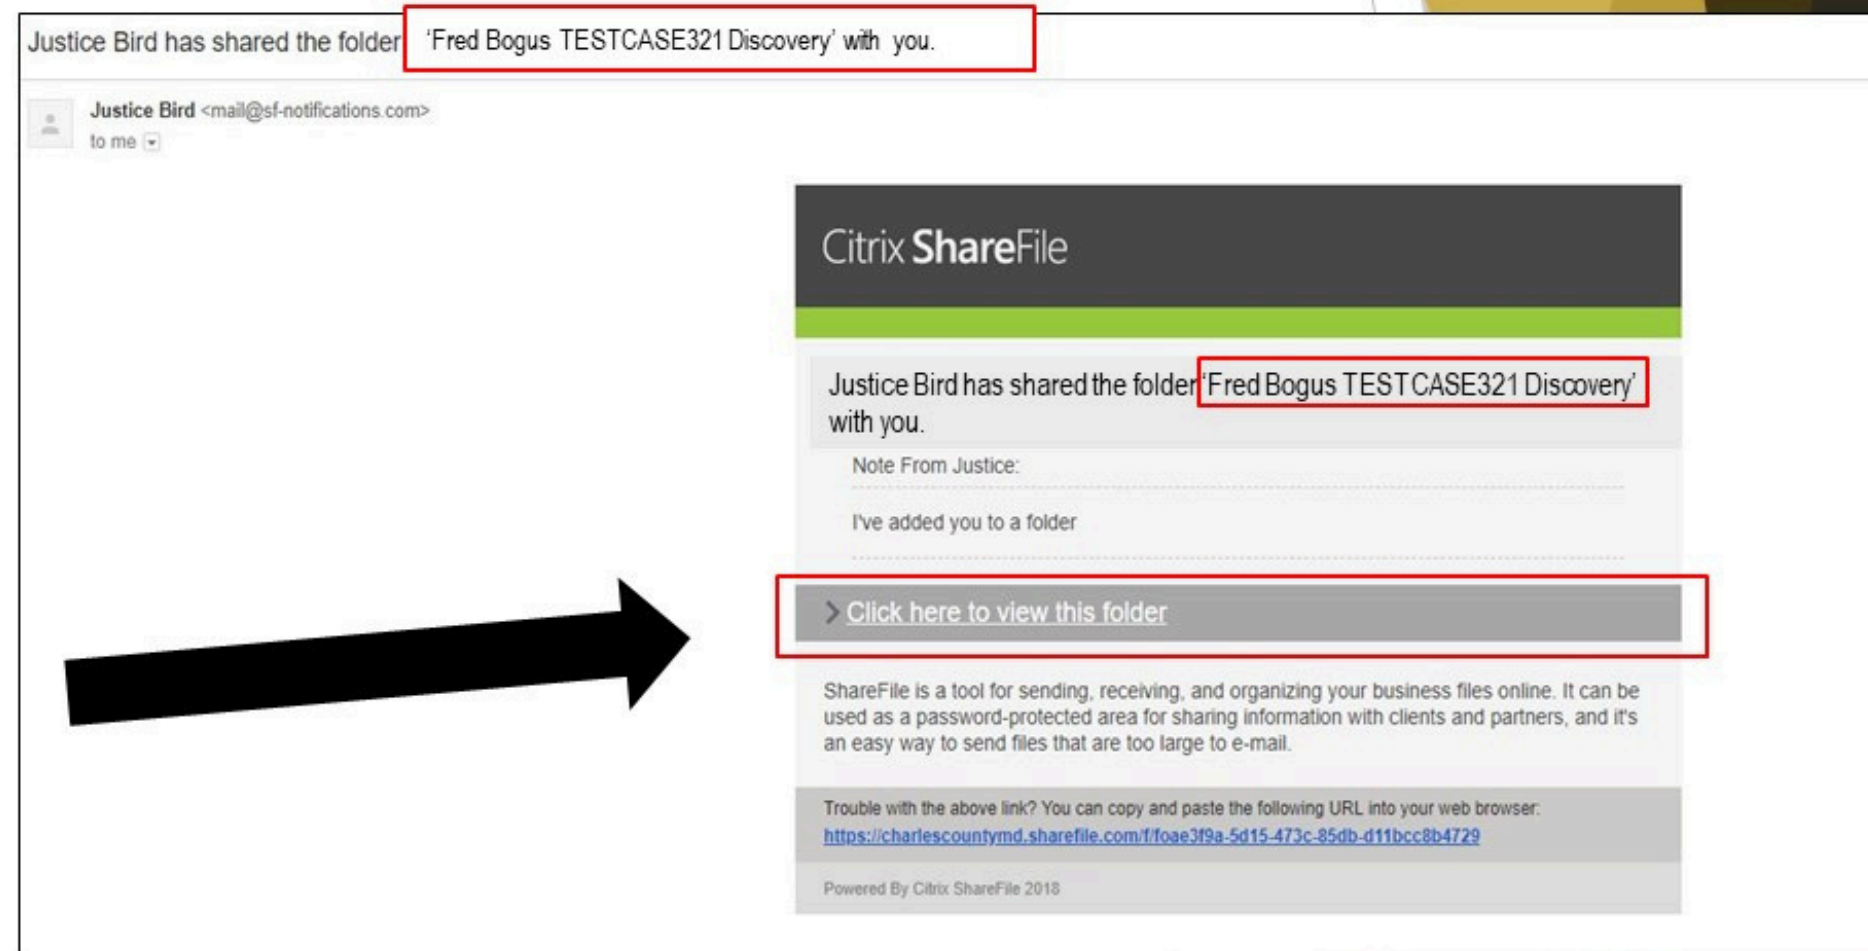 Justice Bird has shared the folder 'Fred Bogus TESTCASE321 Discovery' with you.
Justice Bird <mail@sf-notifications.com>
to me
Citrix ShareFile
Justice Bird has shared the folder 'Fred Bogus TESTCASE321 Discovery'
with you.
Note From Justice:
I've added you to a folder
Click here to view this folder
ShareFile is a tool for sending, receiving, and organizing your business files online. It can be
used as a password-protected area for sharing information with clients and partners, and it's
an easy way to send files that are too large to e-mail.
Trouble with the above link? You can copy and paste the following URL into your web browser:
https://charlescountymd.sharefile.com/f/foae3f9a-5d15-473c-85db-d11bcc8b4729
Powered By Citrix ShareFile 2018